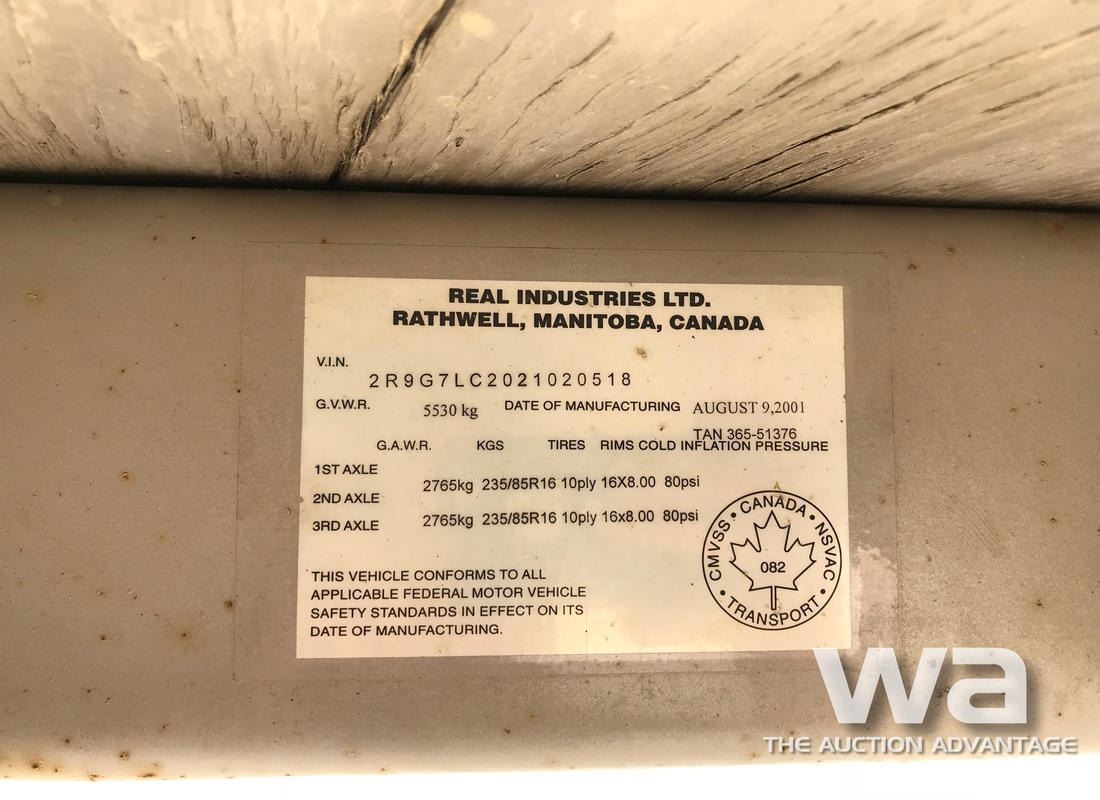 REAL INDUSTRIES LTD.
RATHWELL, MANITOBA, CANADA
V.I.N.
2R9G7LC2021020518
G.V.W.R. 5530 kg DATE OF MANUFACTURING AUGUST 9,2001
TAN 365-51376
G.A.W.R. KGS TIRES RIMS COLD INFLATION PRESSURE
1ST AXLE
2765kg 235/85R16 10ply 16X8.00 80psi
2ND AXLE
2765kg 235/85R16 10ply 16x8.00 80psi
3RD AXLE
CANADA • NSVAC • TRANSPORT • CMVSS •
082
THIS VEHICLE CONFORMS TO ALL
APPLICABLE FEDERAL MOTOR VEHICLE
SAFETY STANDARDS IN EFFECT ON ITS
DATE OF MANUFACTURING.
wa
THE AUCTION ADVANTAGE